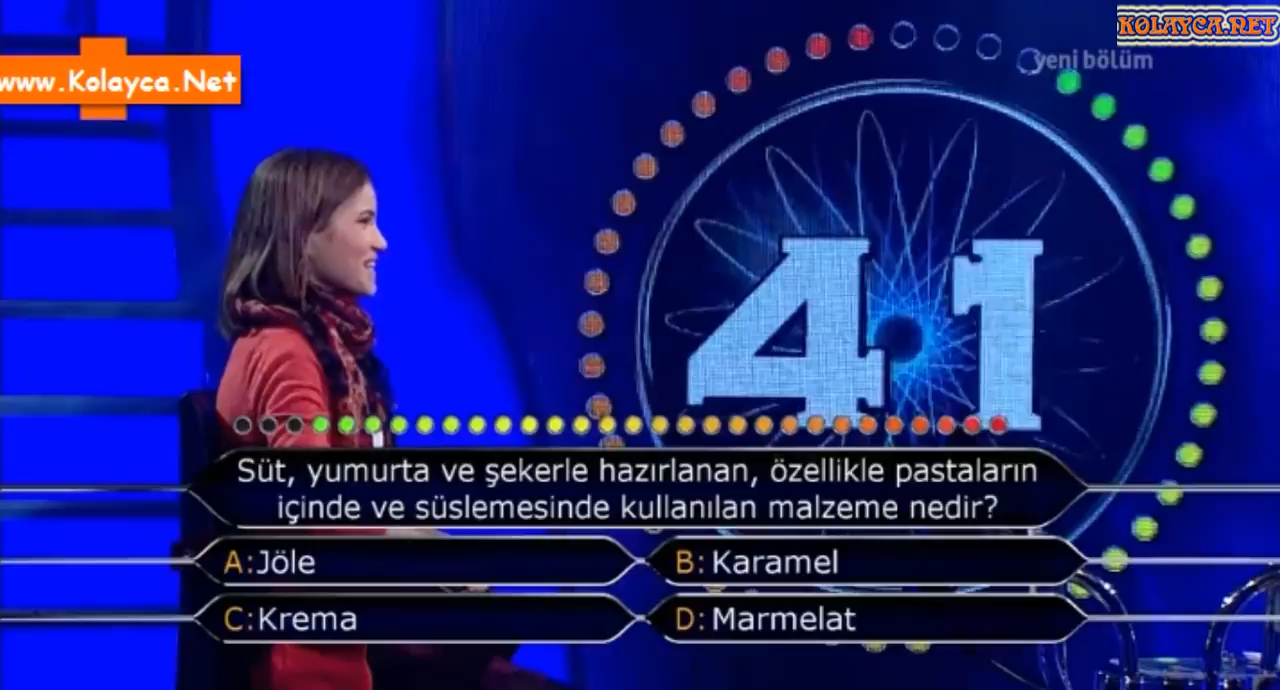 KOLAYCA.NET
yeni bölüm
www.Kolayca.Net
41
Süt, yumurta ve şekerle hazırlanan, özellikle pastaların
içinde ve süslemesinde kullanılan malzeme nedir?
A:Jöle
B:Karamel
C:Krema
D:Marmelat